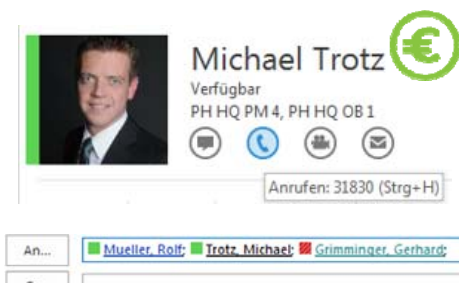 Michael Trotz €
Verfügbar
PH HQ PM 4, PH HQ OB 1
Anrufen: 31830 (Strg+H)
An... Mueller, Rolf; Trotz, Michael; Grimminger, Gerhard;